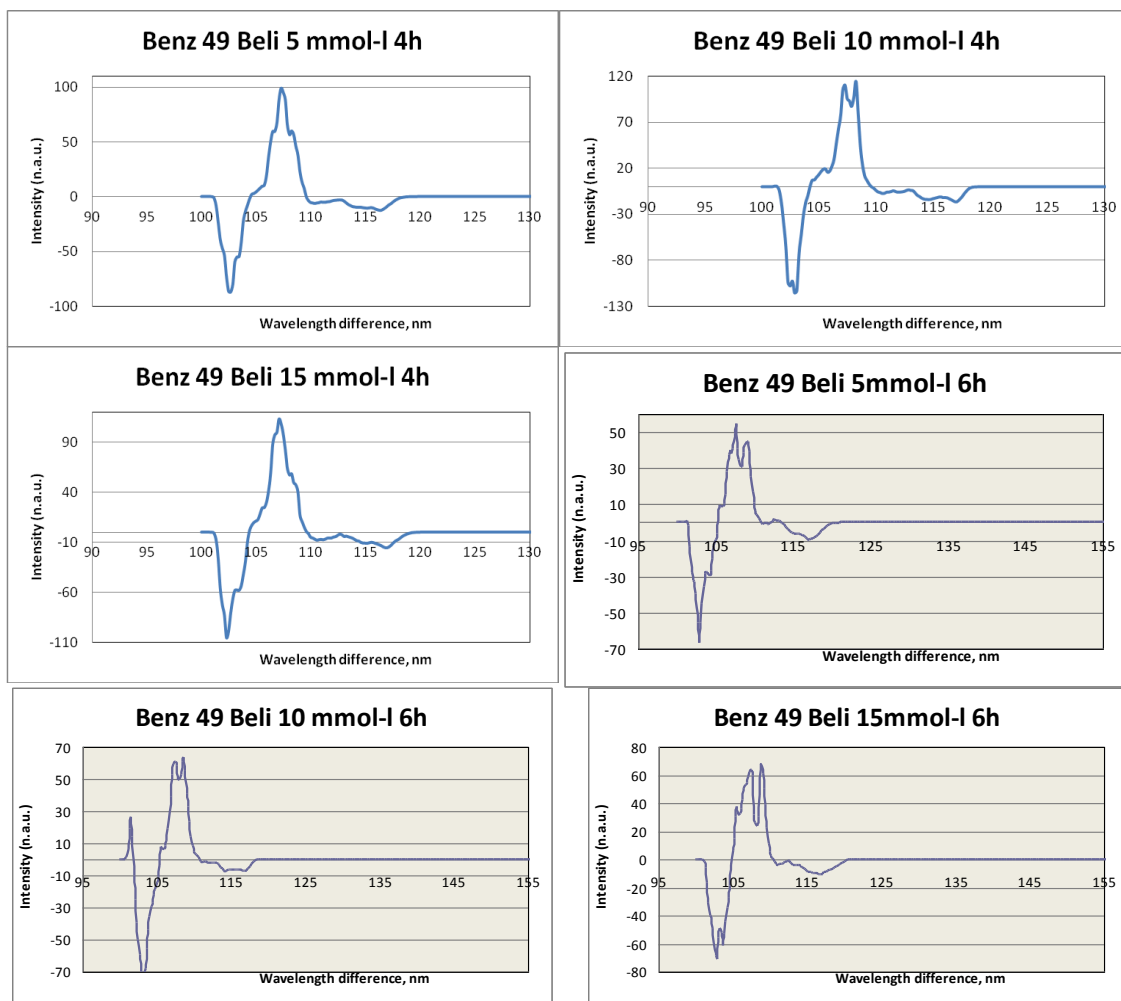 Benz 49 Beli 5 mmol-l 4h
Intensity (n.a.u.)
100
50
0
-50
-100
90 95 100 105 110 115 120 125 130
Wavelength difference, nm
Benz 49 Beli 10 mmol-l 4h
Intensity (n.a.u.)
120
70
20
-30
-80
-130
90 95 100 105 110 115 120 125 130
Wavelength difference, nm
Benz 49 Beli 15 mmol-l 4h
Intensity (n.a.u.)
90
40
-10
-60
-110
90 95 100 105 110 115 120 125 130
Wavelength difference, nm
Benz 49 Beli 5mmol-l 6h
Intensity (n.a.u.)
50
30
10
-10
-30
-50
-70
95 105 115 125 135 145 155
Wavelength difference, nm
Benz 49 Beli 10 mmol-l 6h
Intensity (n.a.u.)
70
50
30
10
-10
-30
-50
-70
95 105 115 125 135 145 155
Wavelength difference, nm
Benz 49 Beli 15mmol-l 6h
Intensity (n.a.u.)
80
60
40
20
0
-20
-40
-60
-80
95 105 115 125 135 145 155
Wavelength difference, nm